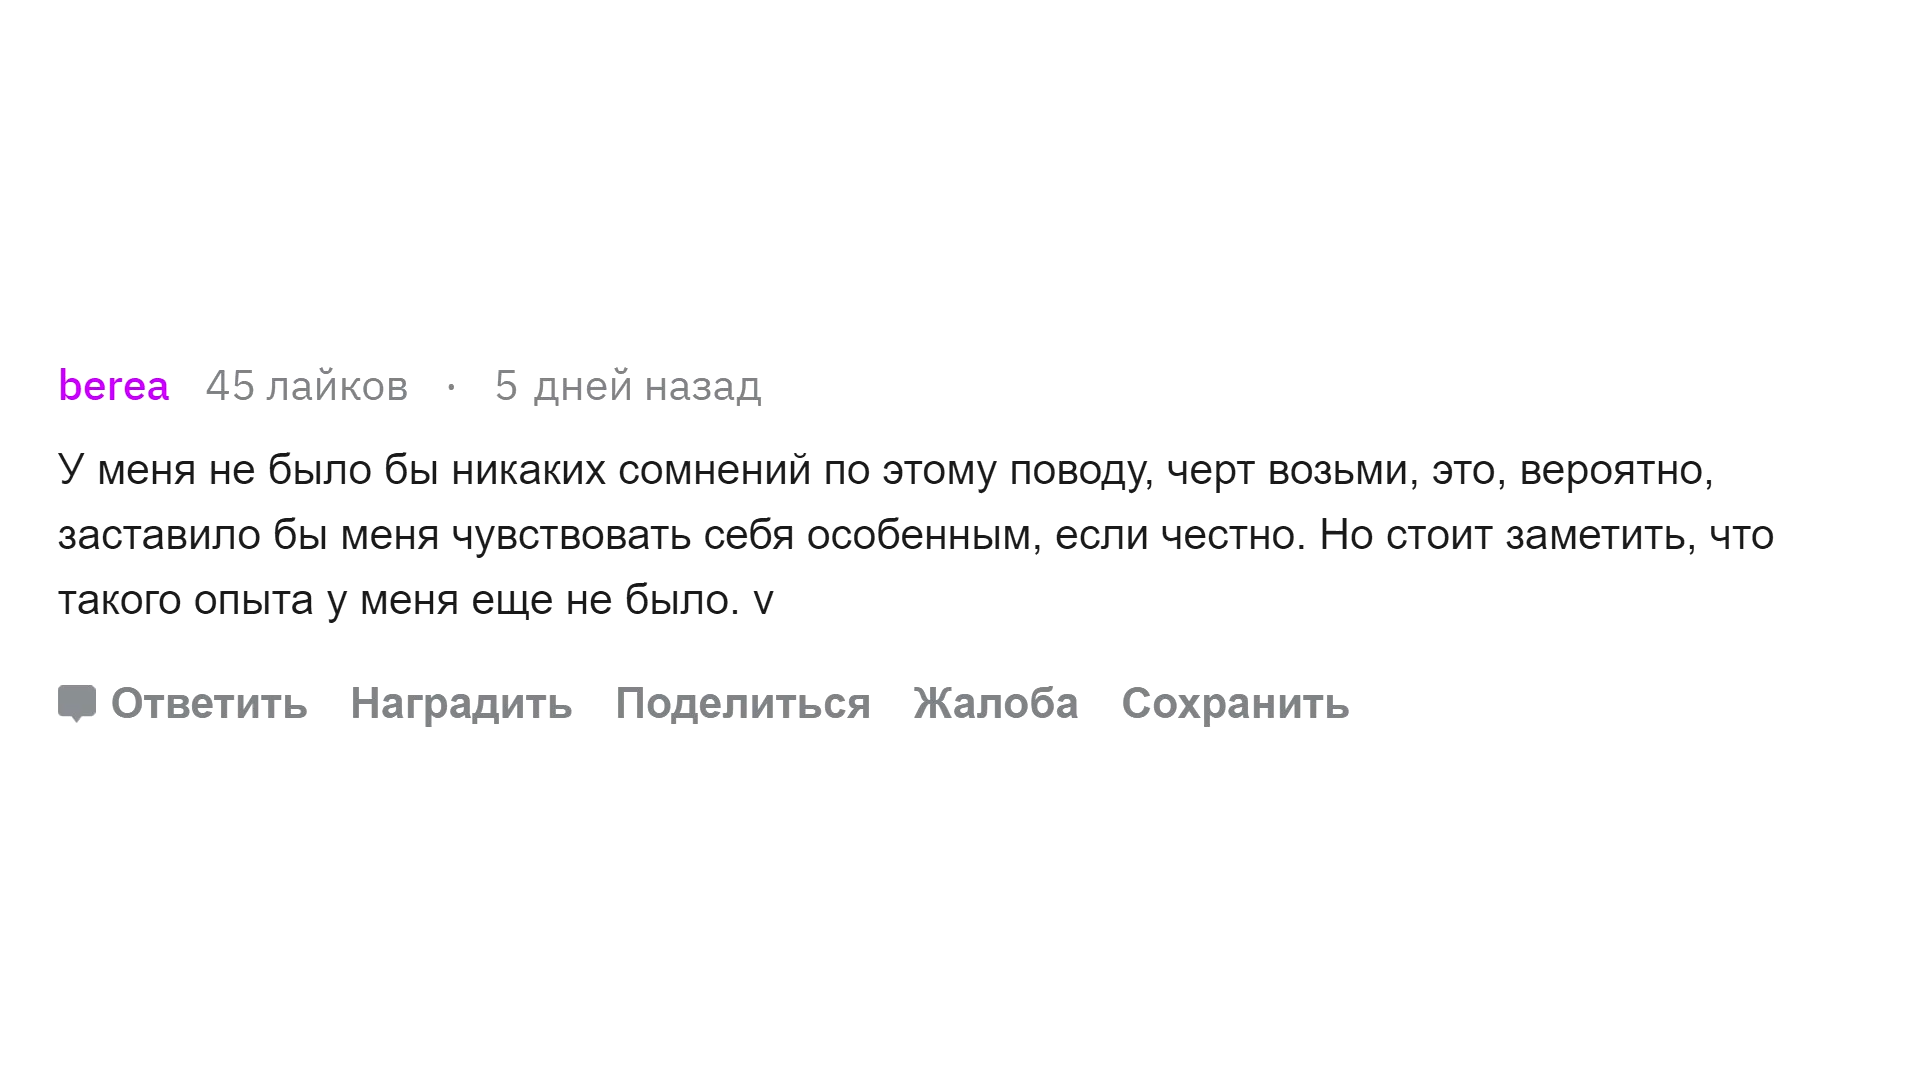 berea 45 лайков · 5 дней назад
У меня не было бы никаких сомнений по этому поводу, черт возьми, это, вероятно,
заставило бы меня чувствовать себя особенным, если честно. Но стоит заметить, что
такого опыта у меня еще не было. v
Ответить Наградить Поделиться Жалоба Сохранить